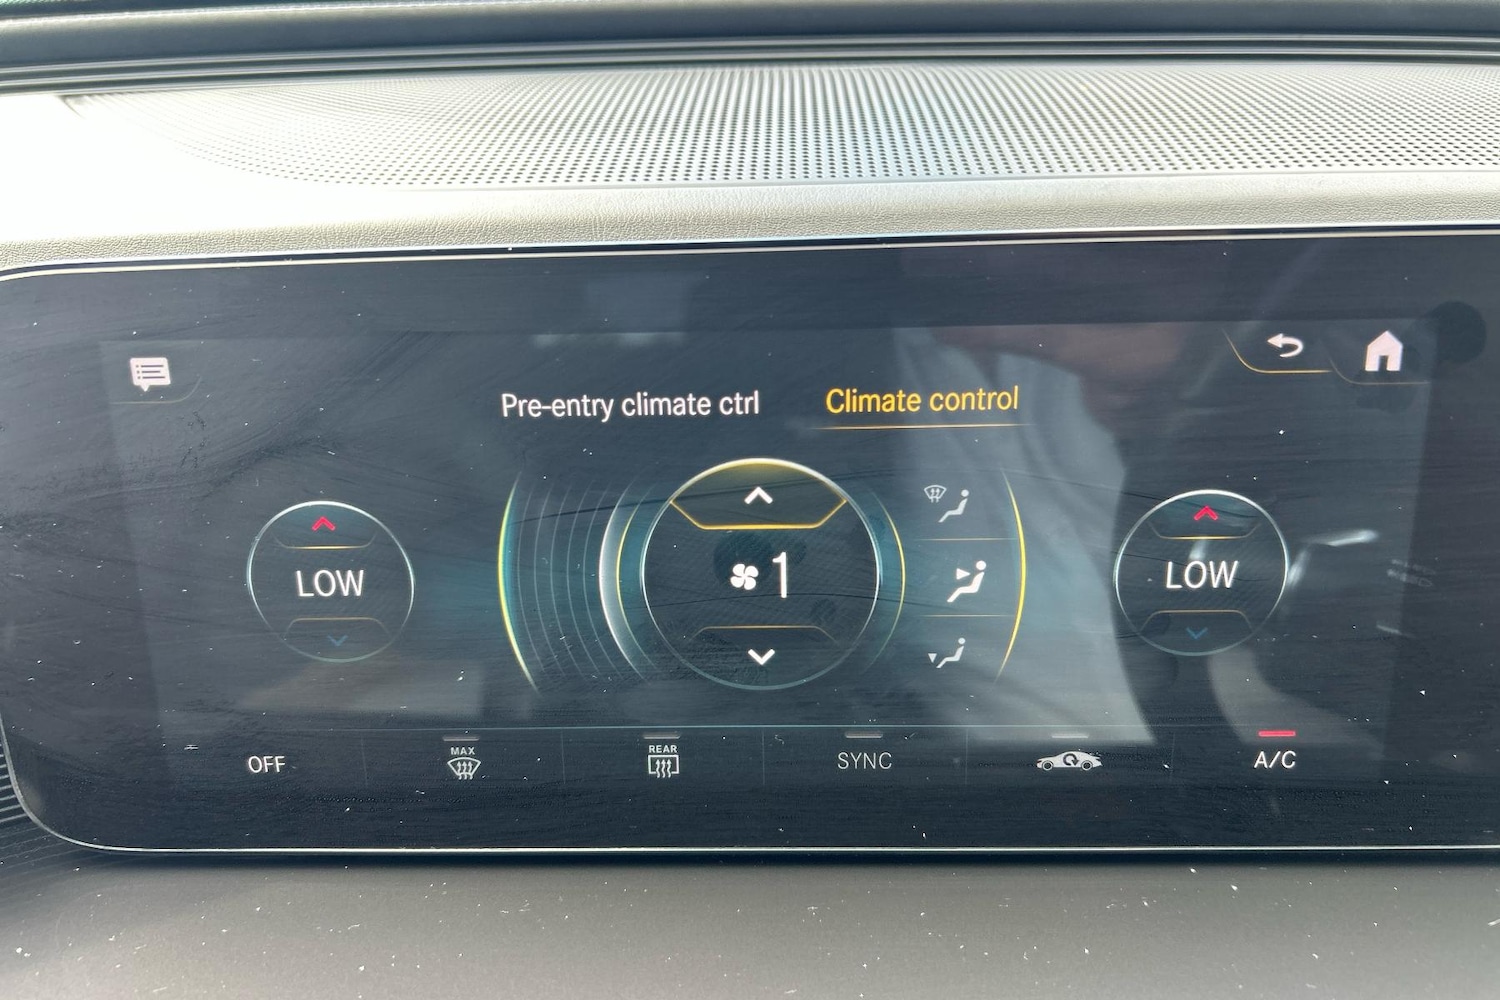 Pre-entry climate ctrl
Climate control
LOW
1
LOW
OFF
MAX
REAR
SYNC
A/C